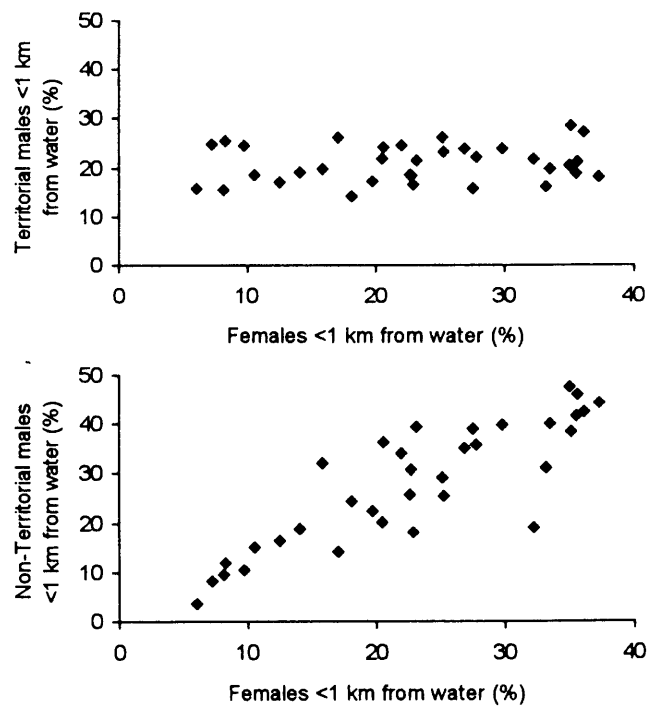 Territorial males <1 km
from water (%)
50
40
30
20
10
0
0 10 20 30 40
Females <1 km from water (%)
Non-Territorial males
<1 km from water (%)
50
40
30
20
10
0
0 10 20 30 40
Females <1 km from water (%)